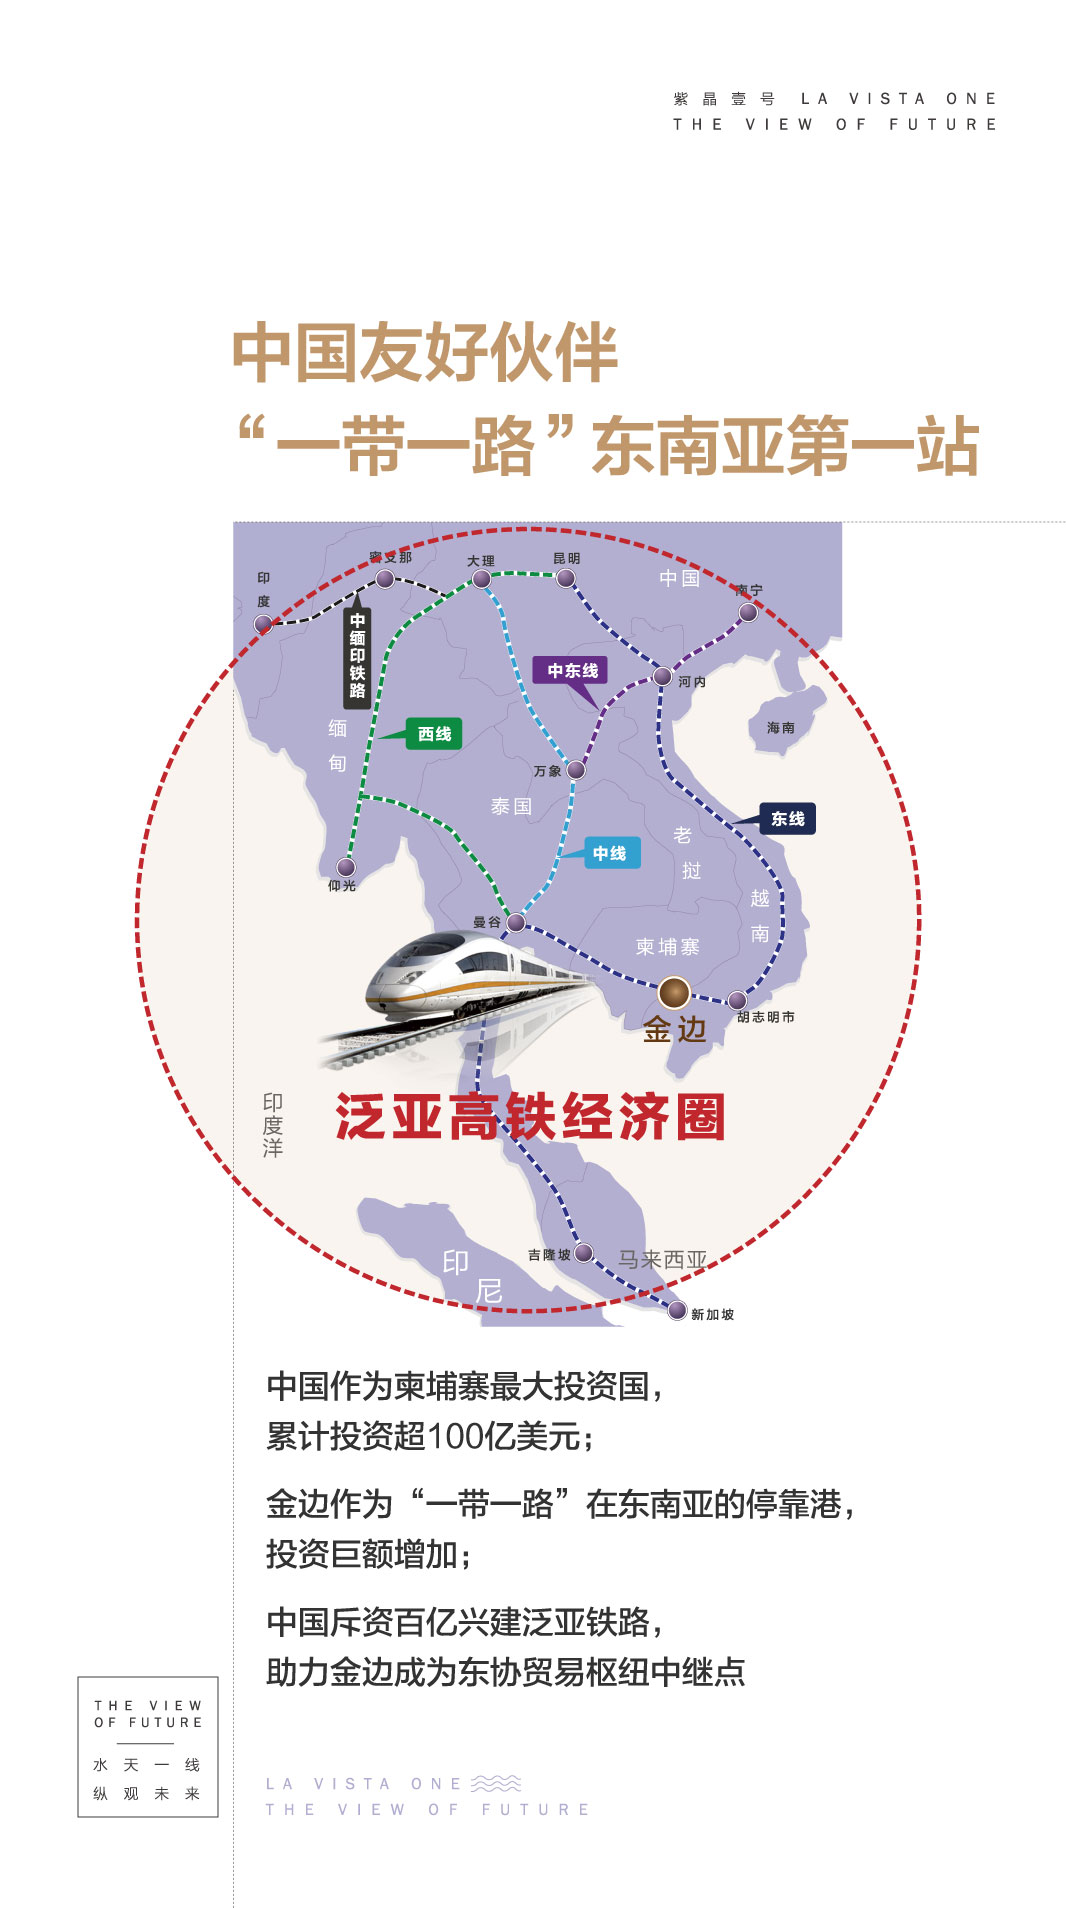 紫晶壹号 LA VISTA ONE
THE VIEW OF FUTURE
中国友好伙伴
“一带一路”东南亚第一站
密支那
大理
昆明
中国
南宁
印度
中缅印铁路
中东线
河内
海南
缅甸
西线
万象
泰国
东线
老挝
中线
仰光
越南
曼谷
柬埔寨
金边
胡志明市
泛亚高铁经济圈
印度洋
印尼
吉隆坡
马来西亚
新加坡
中国作为柬埔寨最大投资国，
累计投资超100亿美元；
金边作为“一带一路”在东南亚的停靠港，
投资巨额增加；
中国斥资百亿兴建泛亚铁路，
助力金边成为东协贸易枢纽中继点
THE VIEW
OF FUTURE
水天一线
纵观未来
LA VISTA ONE
THE VIEW OF FUTURE